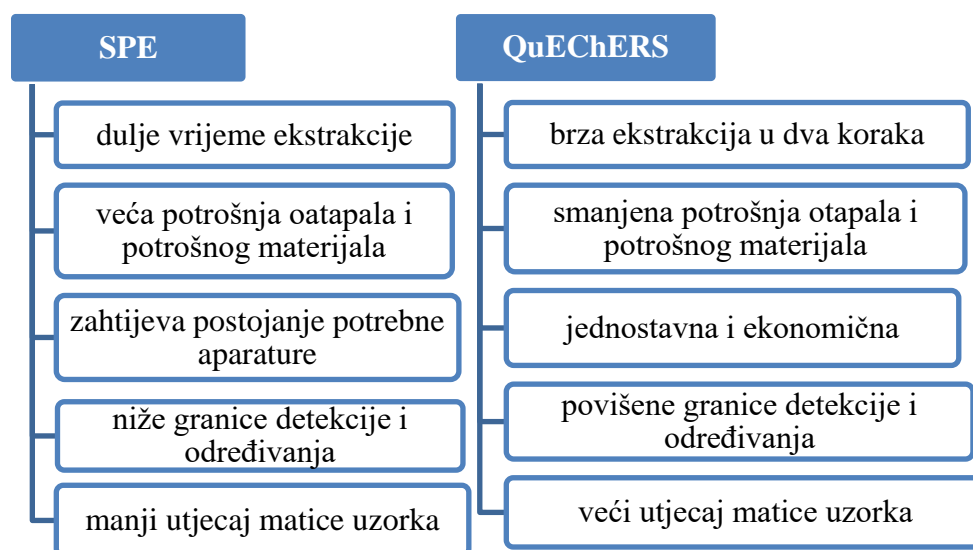 SPE
dulje vrijeme ekstrakcije
veća potrošnja oatapala i
potrošnog materijala
zahtijeva postojanje potrebne
aparature
niže granice detekcije i
određivanja
manji utjecaj matice uzorka
QuEChERS
brza ekstrakcija u dva koraka
smanjena potrošnja otapala i
potrošnog materijala
jednostavna i ekonomična
povišene granice detekcije i
određivanja
veći utjecaj matice uzorka